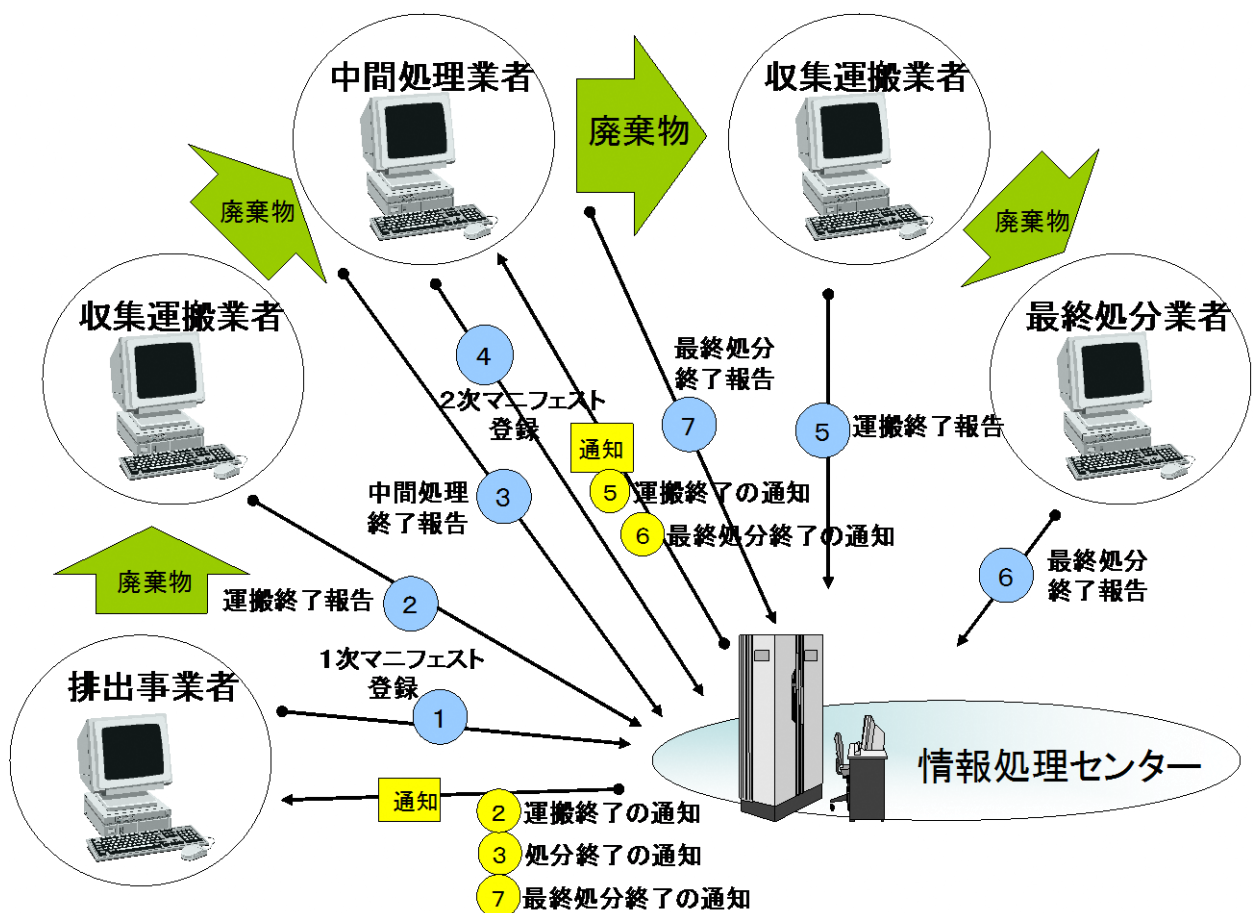 中間処理業者
廃棄物
収集運搬業者
廃棄物
廃棄物
収集運搬業者
最終処分業者
4
2次マニフェスト
登録
最終処分
終了報告
7
5
運搬終了報告
通知
5
運搬終了の通知
6
最終処分終了の通知
中間処理
終了報告
3
6
最終処分
終了報告
廃棄物
運搬終了報告
2
1次マニフェスト
登録
1
排出事業者
情報処理センター
通知
2
運搬終了の通知
3
処分終了の通知
7
最終処分終了の通知